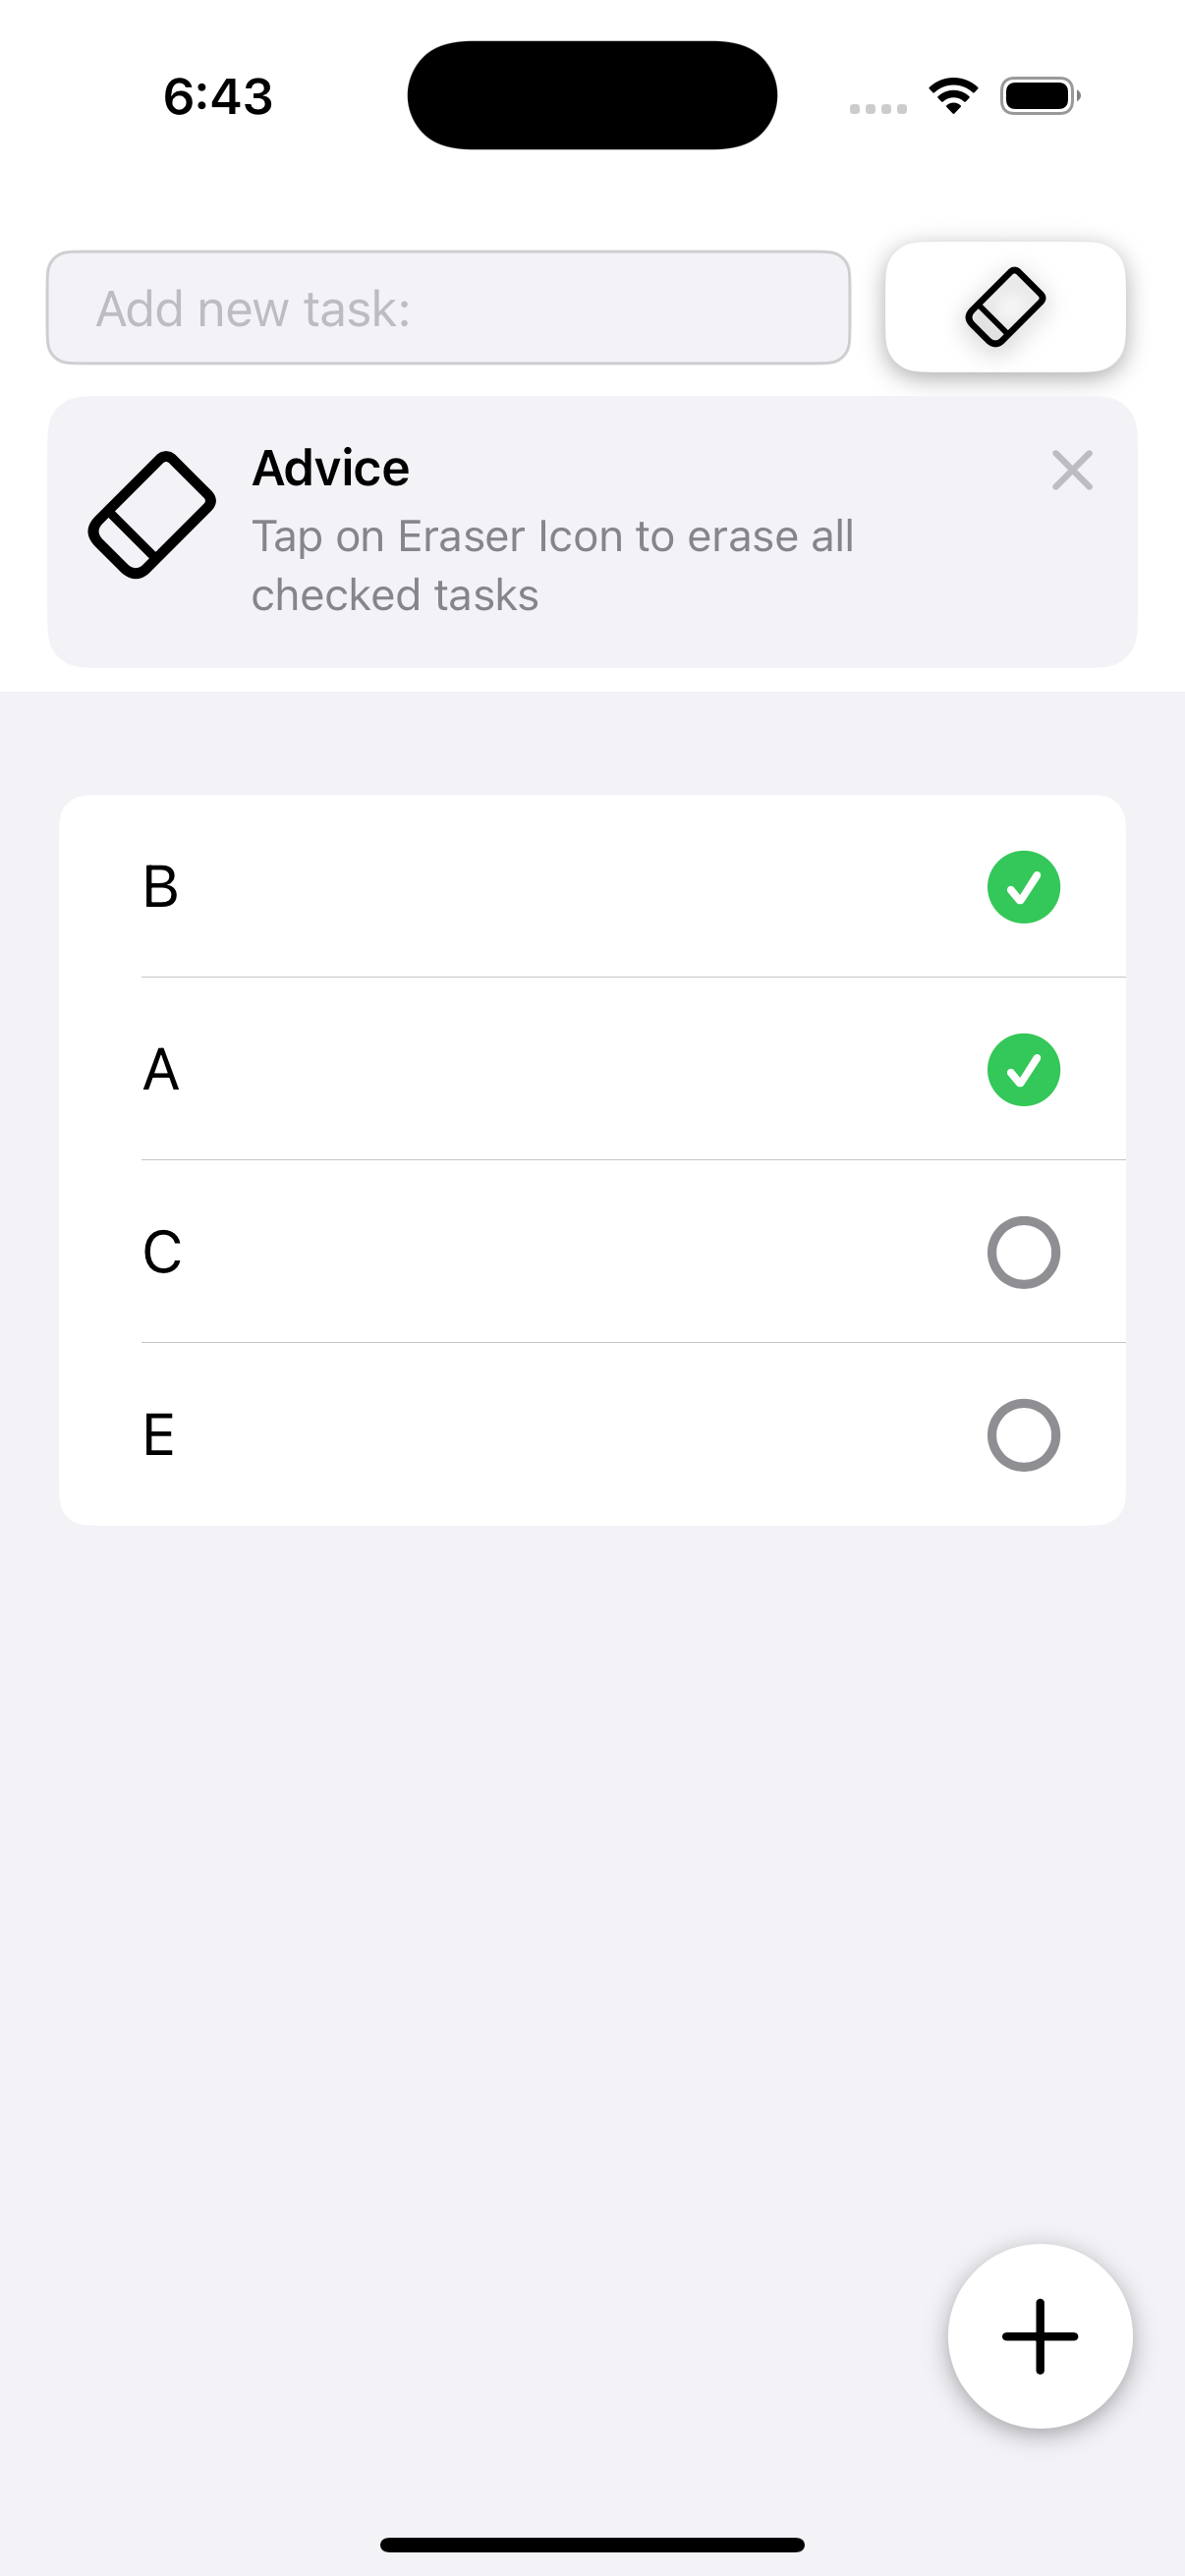 6:43
Add new task:
Advice
Tap on Eraser Icon to erase all
checked tasks
B
A
C
E